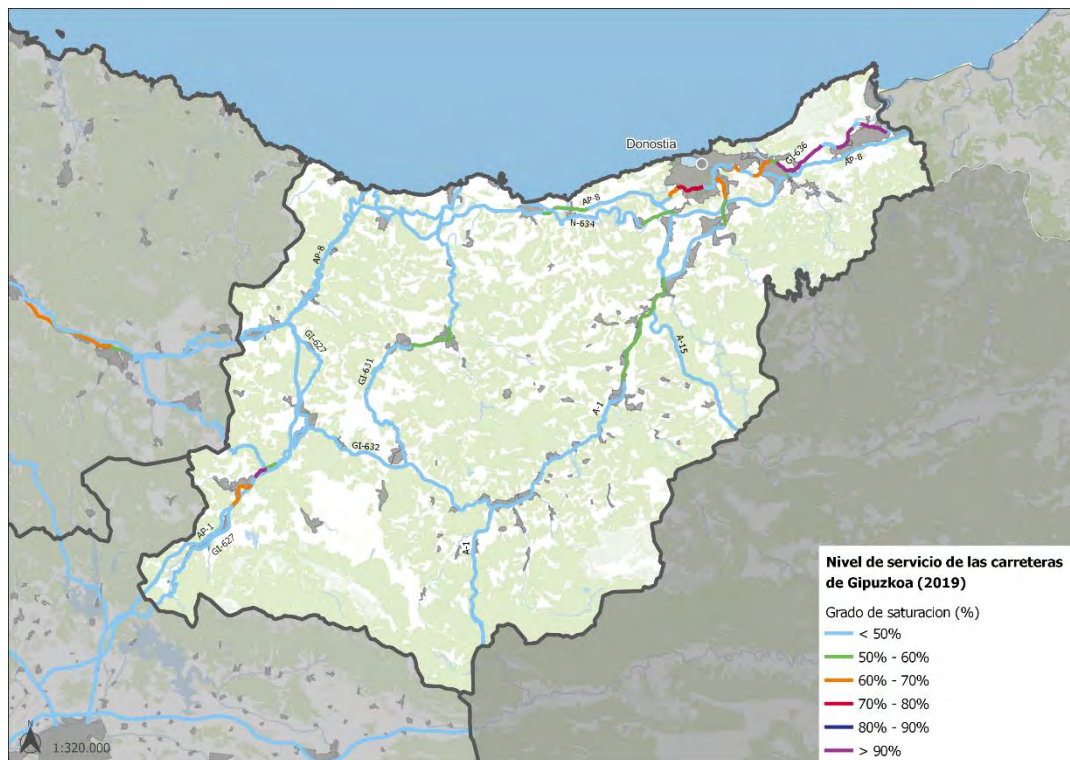 Donostia
GI-636
AP-8
AP-8
N-634
AP-8
GI-627
GI-631
A-15
A-1
GI-632
AP-1
GI-627
A-1
N
1:320.000
Nivel de servicio de las carreteras
de Gipuzkoa (2019)
Grado de saturacion (%)
< 50%
50% - 60%
60% - 70%
70% - 80%
80% - 90%
> 90%